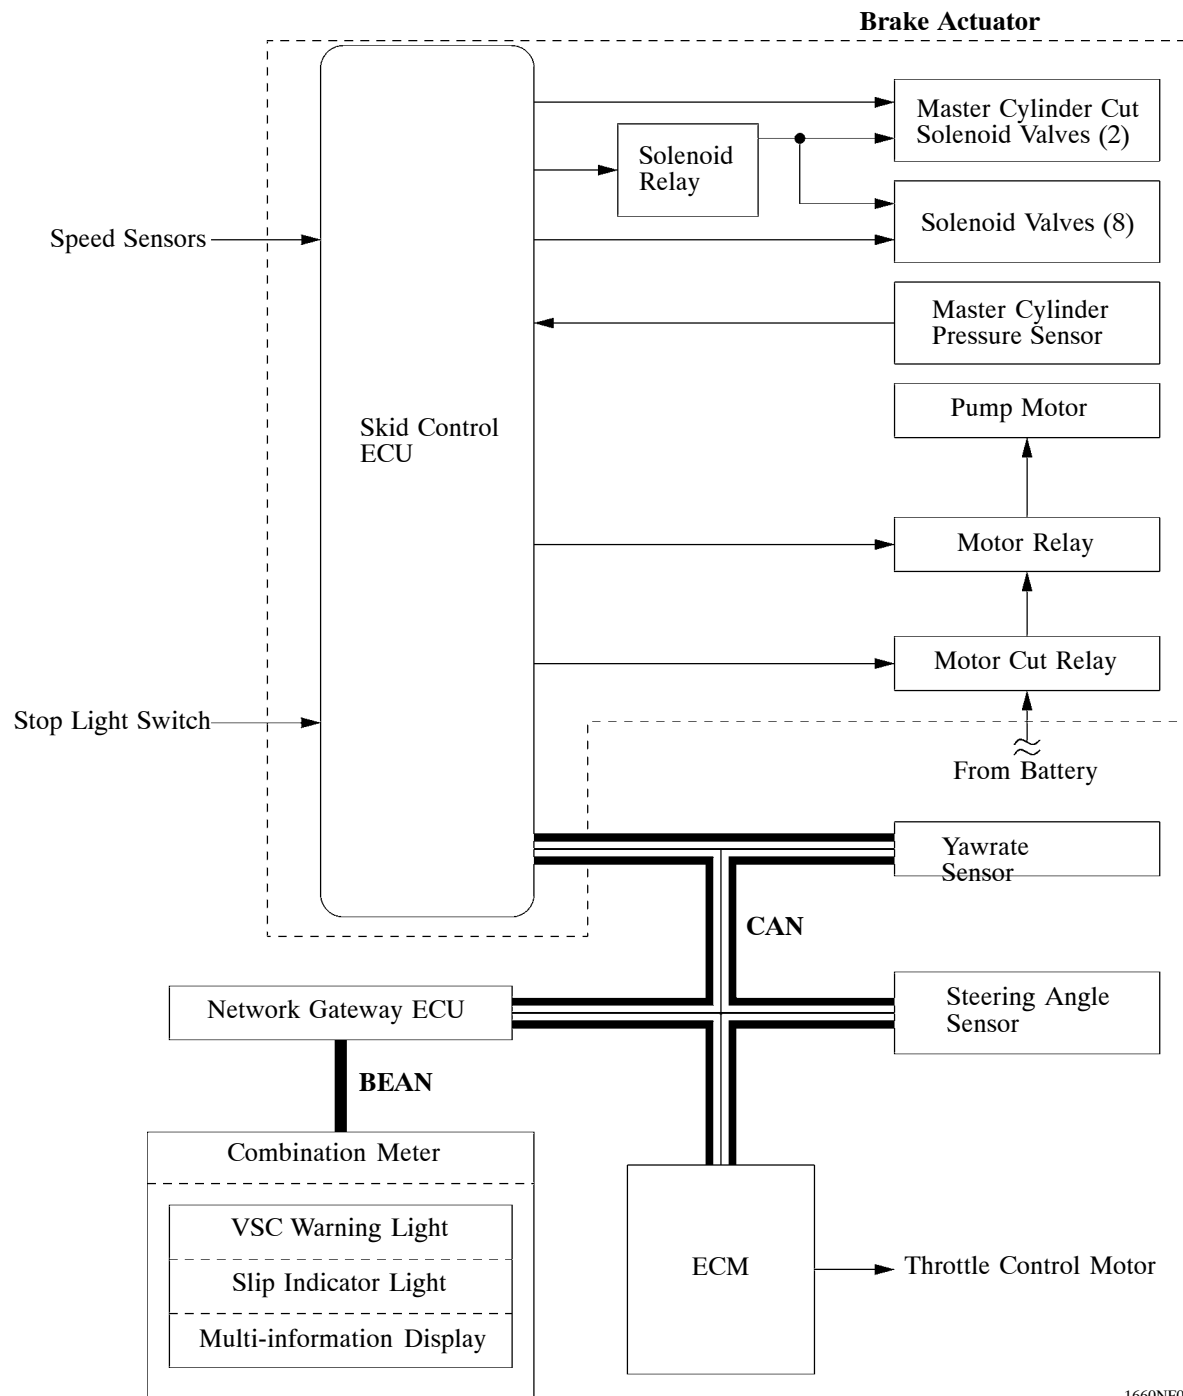 Brake Actuator
Master Cylinder Cut
Solenoid Valves (2)
Solenoid
Relay
Solenoid Valves (8)
Speed Sensors
Master Cylinder
Pressure Sensor
Pump Motor
Skid Control
ECU
Motor Relay
Motor Cut Relay
Stop Light Switch
From Battery
Yawrate
Sensor
CAN
Network Gateway ECU
Steering Angle
Sensor
BEAN
Combination Meter
VSC Warning Light
Slip Indicator Light
Multi-information Display
ECM
Throttle Control Motor